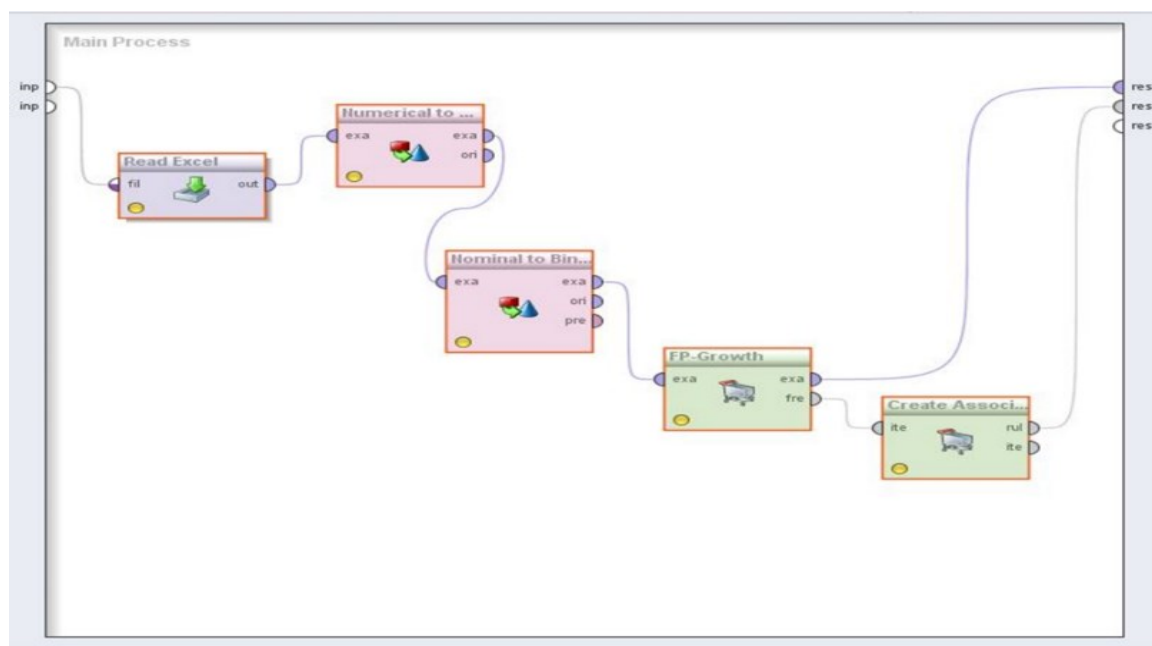 Main Process
inp
inp
res
res
res
Read Excel
fil
out
Numerical to ...
exa
exa
ori
Nominal to Bin...
exa
exa
ori
pre
FP-Growth
exa
exa
fre
Create Associ...
ite
rul
ite